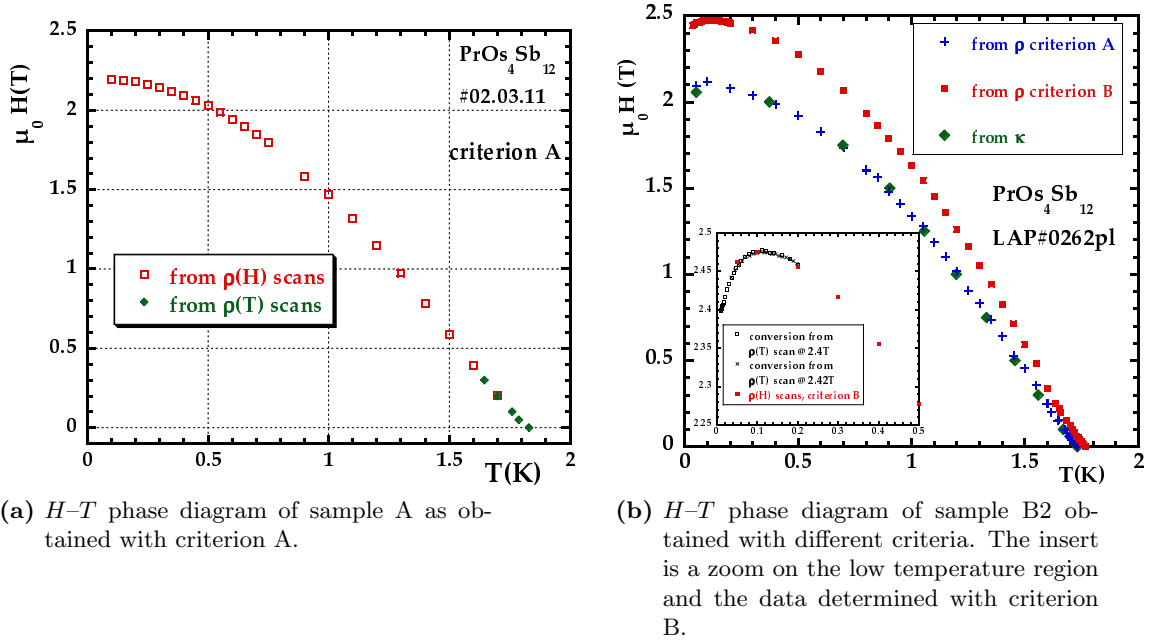 2.5
2
1.5
1
0.5
0
0
0.5
1
1.5
2
μ0 H(T)
T(K)
PrOs4Sb12
#02.03.11
criterion A
from ρ(H) scans
from ρ(T) scans
(a) H–T phase diagram of sample A as ob-
tained with criterion A.
2.5
2
1.5
1
0.5
0
0
0.5
1
1.5
2
μ0 H (T)
T(K)
from ρ criterion A
from ρ criterion B
from κ
PrOs4Sb12
LAP#0262pl
2.5
2.45
2.4
2.35
2.3
2.25
0
0.1
0.2
0.3
0.4
0.5
conversion from
ρ(T) scan @ 2.4T
conversion from
ρ(T) scan @ 2.42T
ρ(H) scans, criterion B
(b) H–T phase diagram of sample B2 ob-
tained with different criteria. The insert
is a zoom on the low temperature region
and the data determined with criterion
B.